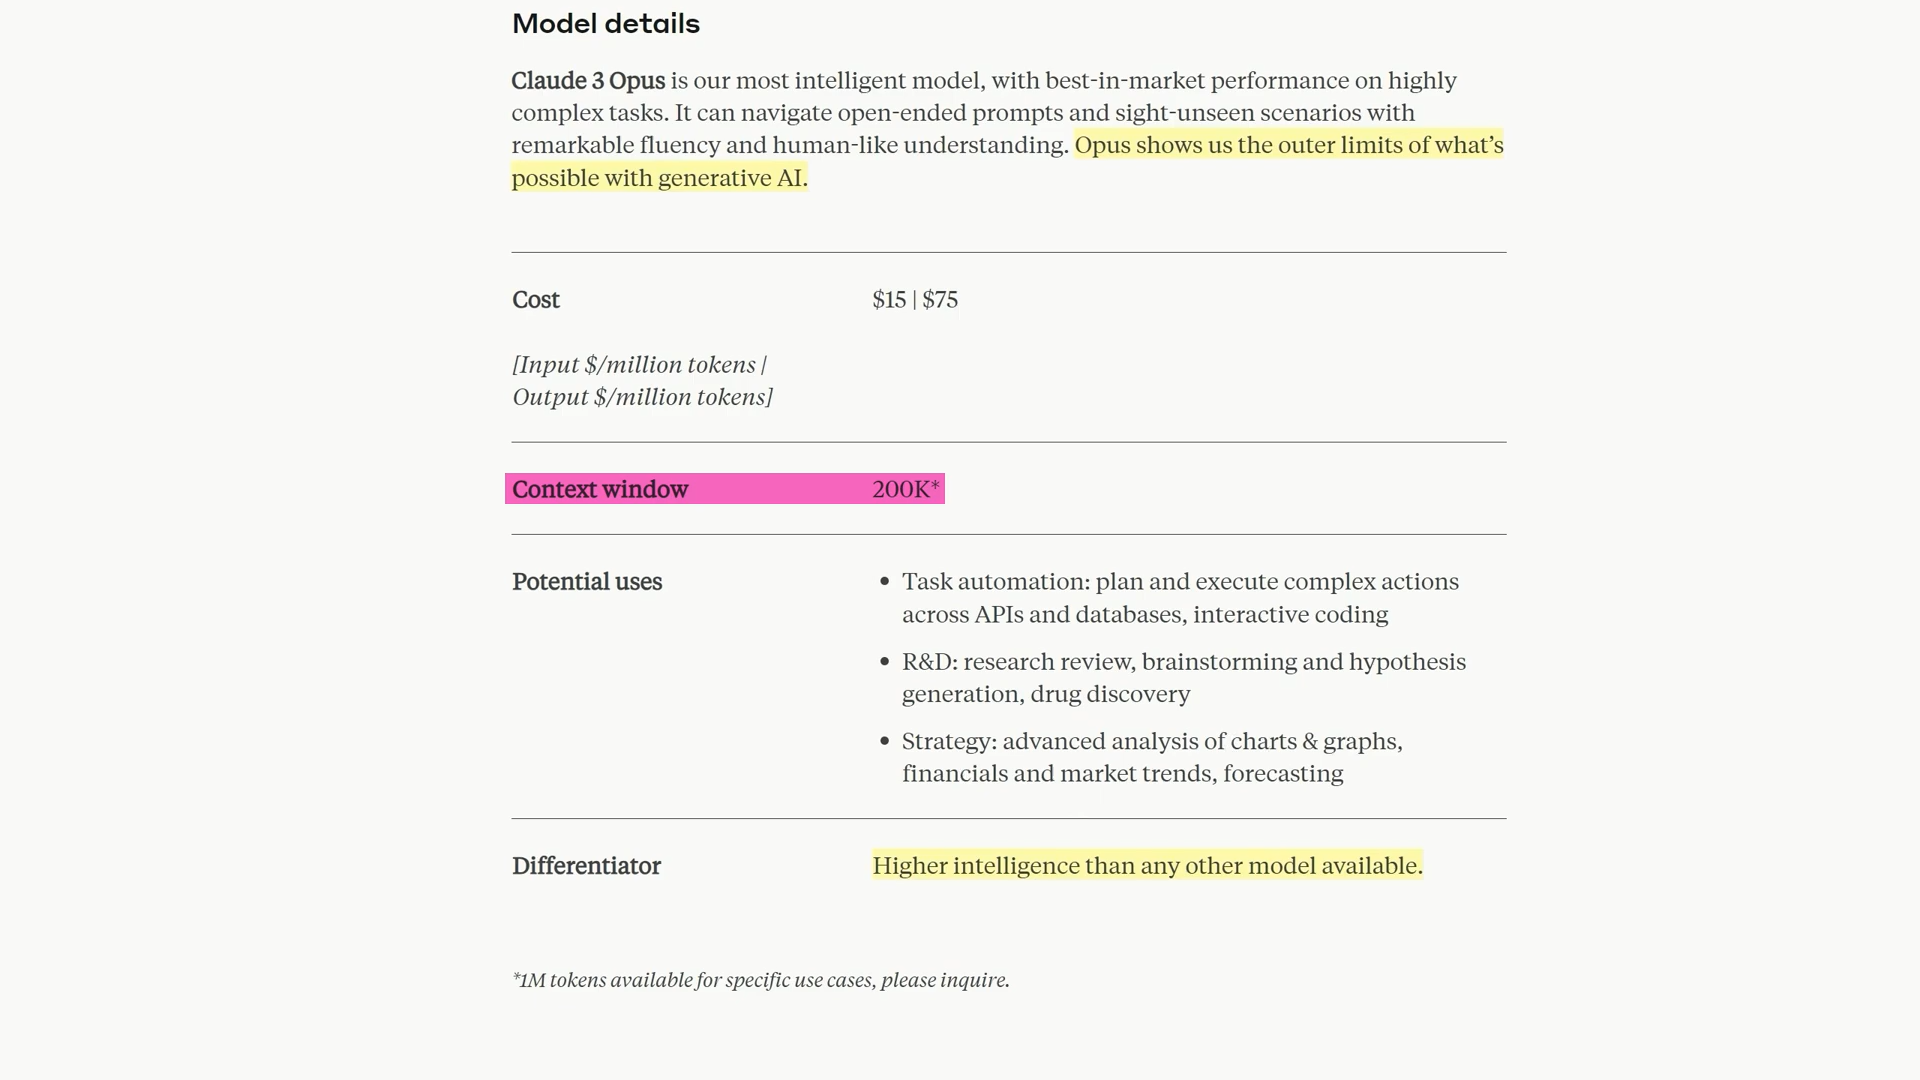 Model details
Claude 3 Opus is our most intelligent model, with best-in-market performance on highly
complex tasks. It can navigate open-ended prompts and sight-unseen scenarios with
remarkable fluency and human-like understanding. Opus shows us the outer limits of what’s
possible with generative AI.
Cost $15 | $75
[Input $/million tokens |
Output $/million tokens]
Context window 200K*
Potential uses
• Task automation: plan and execute complex actions
across APIs and databases, interactive coding
• R&D: research review, brainstorming and hypothesis
generation, drug discovery
• Strategy: advanced analysis of charts & graphs,
financials and market trends, forecasting
Differentiator Higher intelligence than any other model available.
*1M tokens available for specific use cases, please inquire.